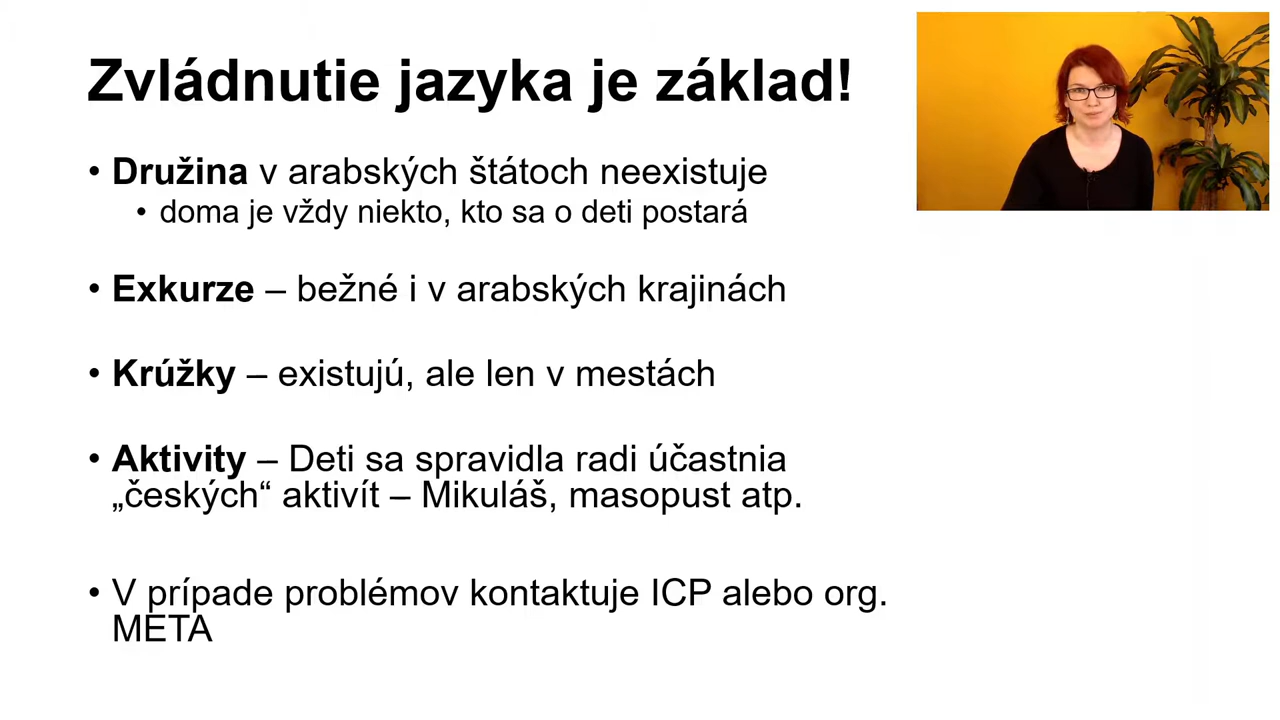 Zvládnutie jazyka je základ!
• Družina v arabských štátoch neexistuje
• doma je vždy niekto, kto sa o deti postará
• Exkurze – bežné i v arabských krajinách
• Krúžky – existujú, ale len v mestách
• Aktivity – Deti sa spravidla radi účastnia
„českých“ aktivít – Mikuláš, masopust atp.
• V prípade problémov kontaktuje ICP alebo org.
META